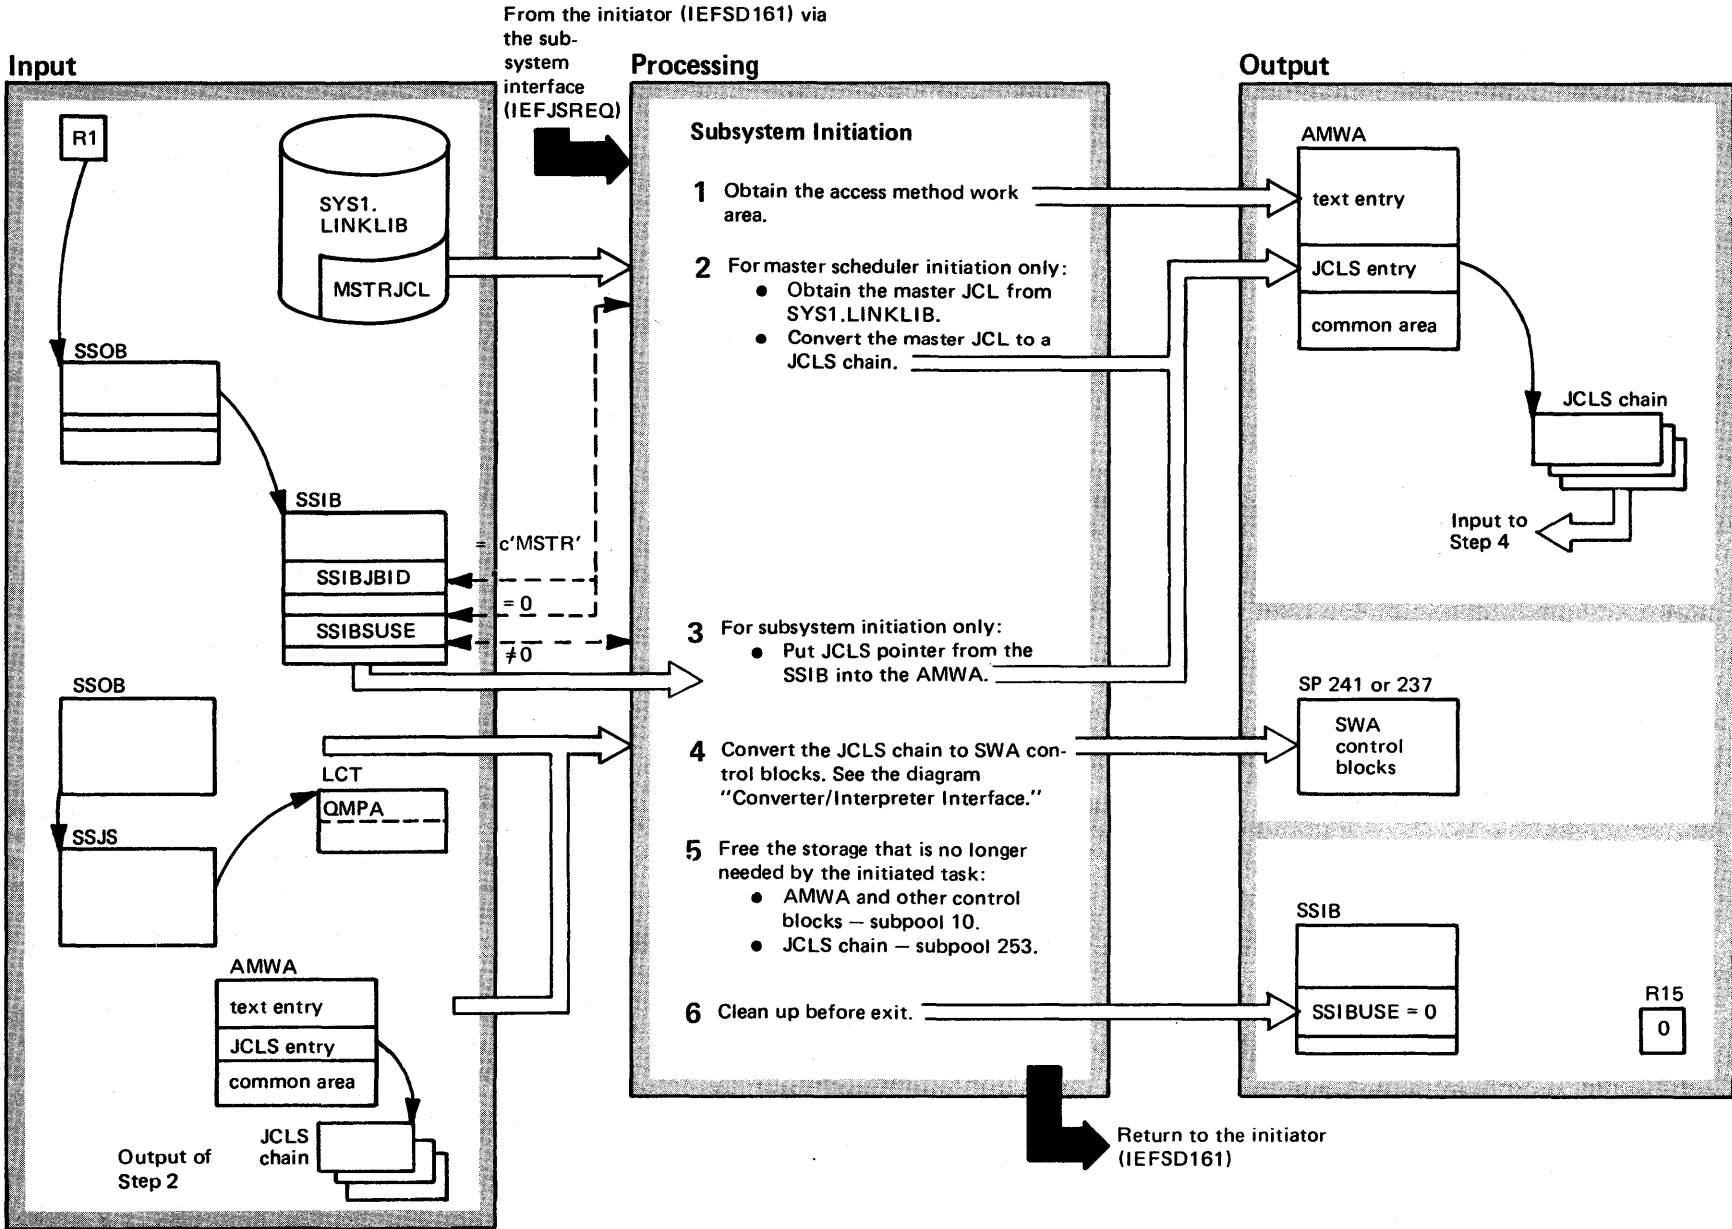 From the initiator (IEFSD161) via
the sub-
system
interface
(IEFJSREQ)
Input
R1
SYS1.
LINKLIB
MSTRJCL
SSOB
SSIB
= c'MSTR'
SSIBJBID
= 0
SSIBSUSE
≠0
SSOB
LCT
QMPA
SSJS
AMWA
text entry
JCLS entry
common area
JCLS
chain
Output of
Step 2
Processing
Subsystem Initiation
1 Obtain the access method work
area.
2 For master scheduler initiation only:
● Obtain the master JCL from
SYS1.LINKLIB.
● Convert the master JCL to a
JCLS chain.
3 For subsystem initiation only:
● Put JCLS pointer from the
SSIB into the AMWA.
4 Convert the JCLS chain to SWA con-
trol blocks. See the diagram
"Converter/Interpreter Interface."
5 Free the storage that is no longer
needed by the initiated task:
● AMWA and other control
blocks — subpool 10.
● JCLS chain — subpool 253.
6 Clean up before exit.
Return to the initiator
(IEFSD161)
Output
AMWA
text entry
JCLS entry
common area
JCLS chain
Input to
Step 4
SP 241 or 237
SWA
control
blocks
SSIB
SSIBUSE = 0
R15
0